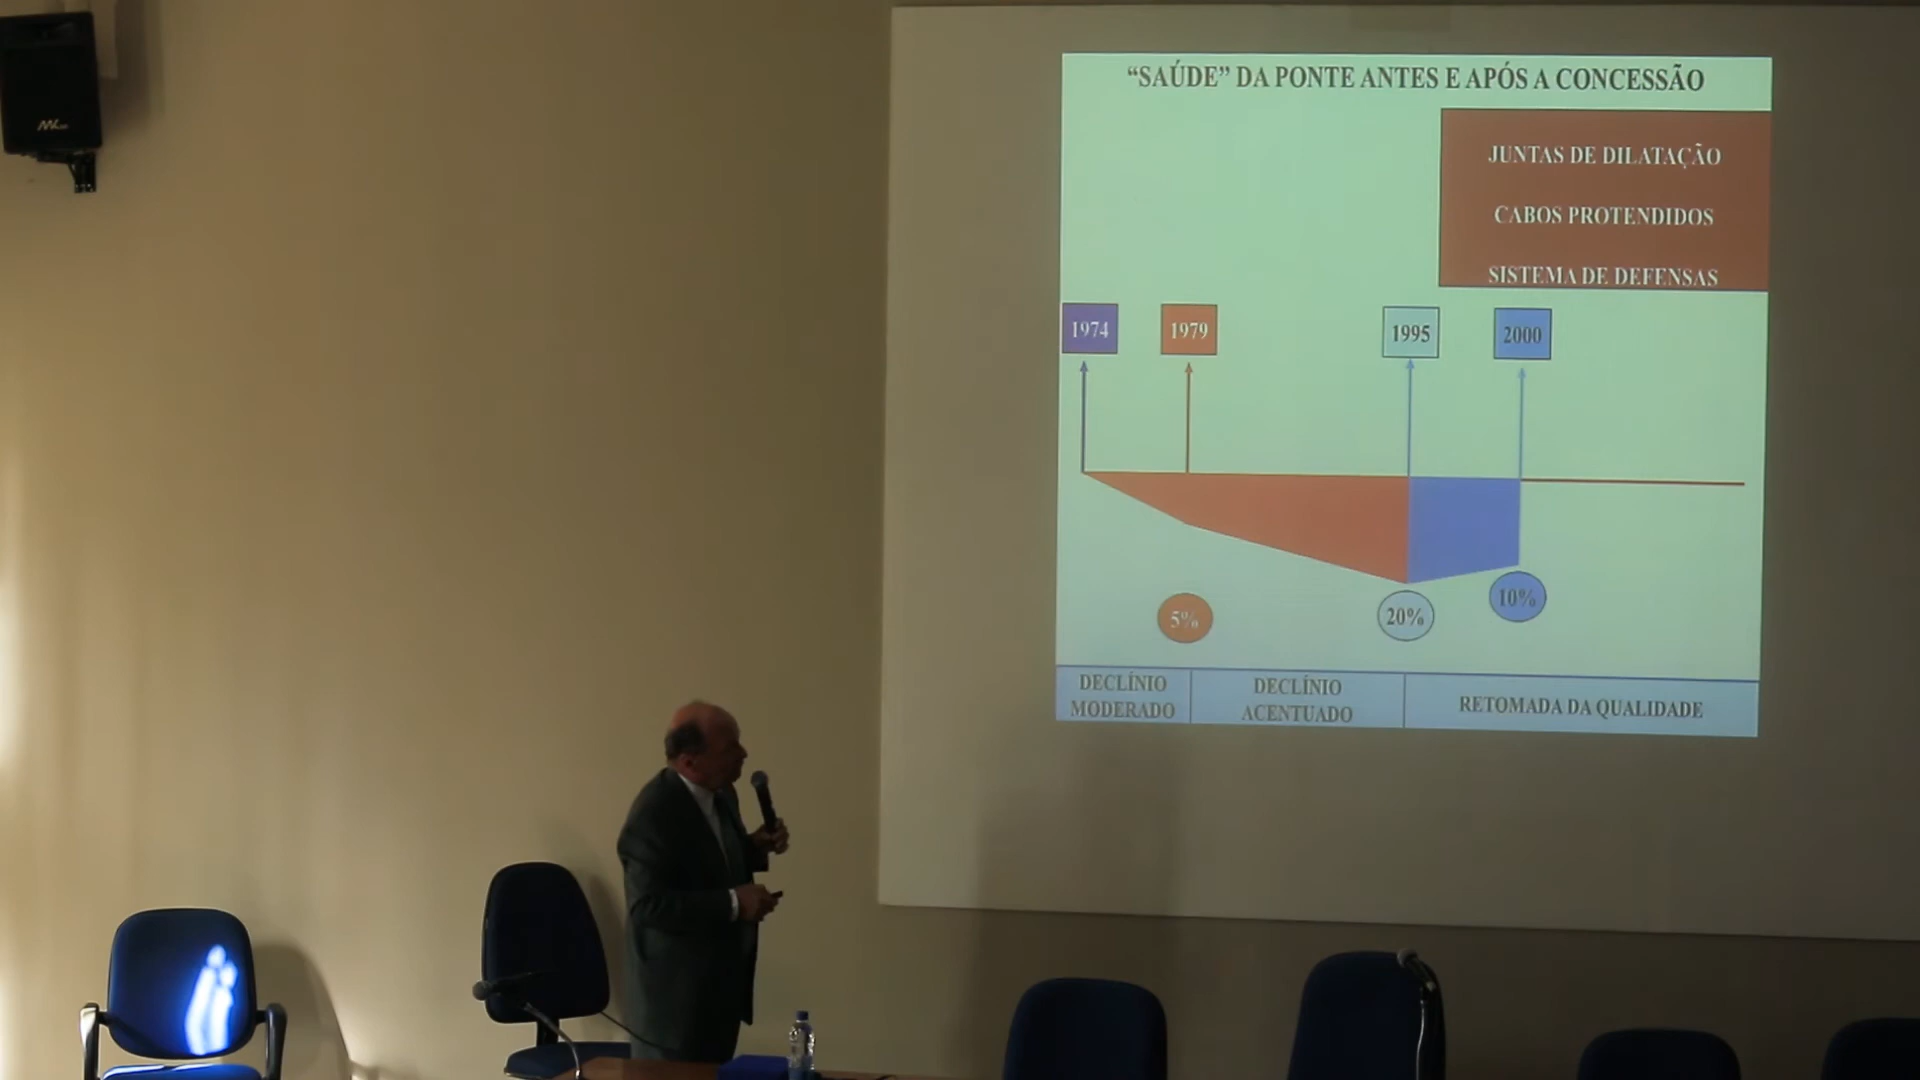 “SAÚDE” DA PONTE ANTES E APÓS A CONCESSÃO
JUNTAS DE DILATAÇÃO
CABOS PROTENDIDOS
SISTEMA DE DEFENSAS
1974
1979
1995
2000
5%
20%
10%
DECLÍNIO
MODERADO
DECLÍNIO
ACENTUADO
RETOMADA DA QUALIDADE